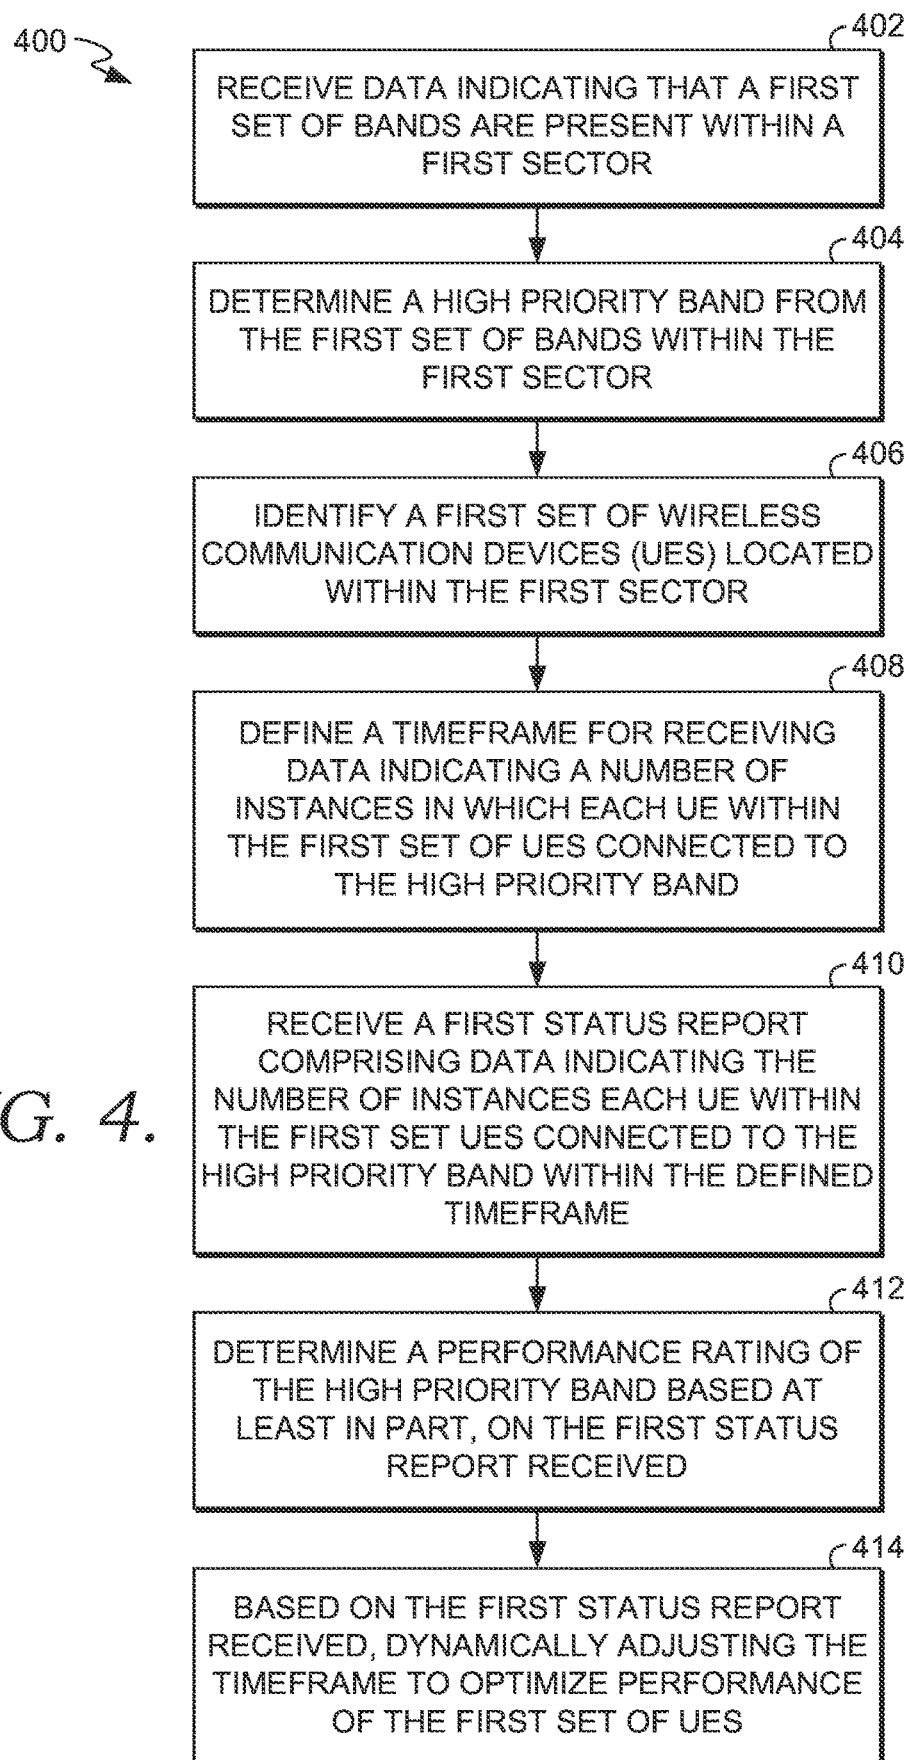 400
402
RECEIVE DATA INDICATING THAT A FIRST
SET OF BANDS ARE PRESENT WITHIN A
FIRST SECTOR
404
DETERMINE A HIGH PRIORITY BAND FROM
THE FIRST SET OF BANDS WITHIN THE
FIRST SECTOR
406
IDENTIFY A FIRST SET OF WIRELESS
COMMUNICATION DEVICES (UES) LOCATED
WITHIN THE FIRST SECTOR
408
DEFINE A TIMEFRAME FOR RECEIVING
DATA INDICATING A NUMBER OF
INSTANCES IN WHICH EACH UE WITHIN
THE FIRST SET OF UES CONNECTED TO
THE HIGH PRIORITY BAND
410
RECEIVE A FIRST STATUS REPORT
COMPRISING DATA INDICATING THE
NUMBER OF INSTANCES EACH UE WITHIN
THE FIRST SET UES CONNECTED TO THE
HIGH PRIORITY BAND WITHIN THE DEFINED
TIMEFRAME
G. 4.
412
DETERMINE A PERFORMANCE RATING OF
THE HIGH PRIORITY BAND BASED AT
LEAST IN PART, ON THE FIRST STATUS
REPORT RECEIVED
414
BASED ON THE FIRST STATUS REPORT
RECEIVED, DYNAMICALLY ADJUSTING THE
TIMEFRAME TO OPTIMIZE PERFORMANCE
OF THE FIRST SET OF UES